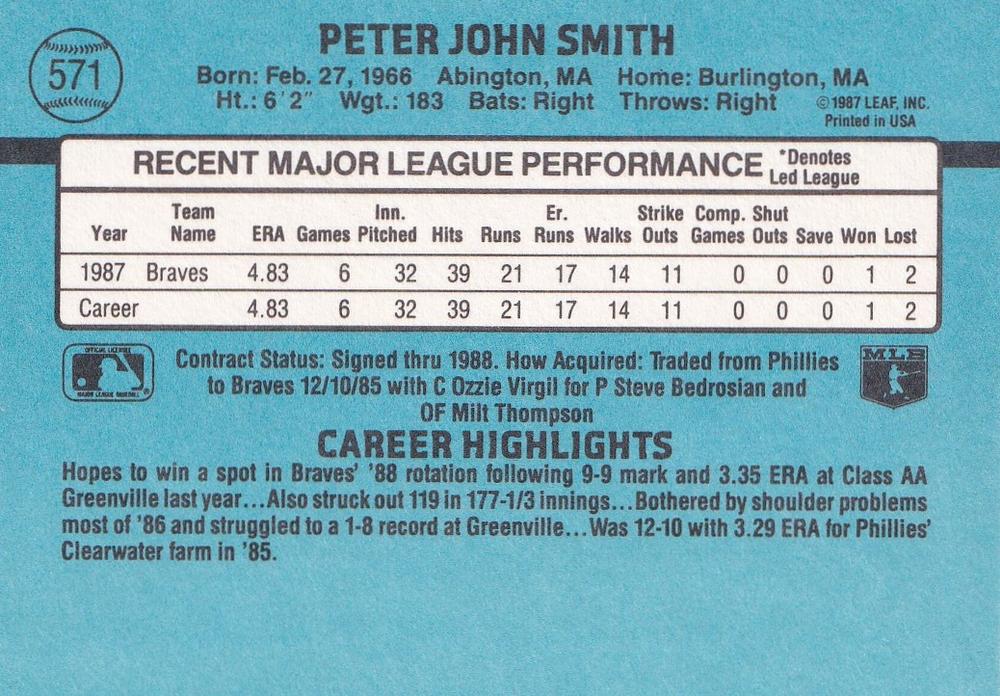 PETER JOHN SMITH
571
Born: Feb. 27, 1966 Abington, MA Home: Burlington, MA
Ht.: 6'2" Wgt.: 183 Bats: Right Throws: Right
©1987 LEAF, INC.
Printed in USA
RECENT MAJOR LEAGUE PERFORMANCE *Denotes
Led League
Year Team Name ERA Games Inn. Pitched Hits Runs Er. Runs Walks Strike Outs Comp. Games Shut Outs Save Won Lost
1987 Braves 4.83 6 32 39 21 17 14 11 0 0 0 1 2
Career 4.83 6 32 39 21 17 14 11 0 0 0 1 2
OFFICIAL LICENSEE
MAJOR LEAGUE BASEBALL
MLB
Contract Status: Signed thru 1988. How Acquired: Traded from Phillies
to Braves 12/10/85 with C Ozzie Virgil for P Steve Bedrosian and
OF Milt Thompson
CAREER HIGHLIGHTS
Hopes to win a spot in Braves' '88 rotation following 9-9 mark and 3.35 ERA at Class AA
Greenville last year...Also struck out 119 in 177-1/3 innings...Bothered by shoulder problems
most of '86 and struggled to a 1-8 record at Greenville...Was 12-10 with 3.29 ERA for Phillies'
Clearwater farm in '85.